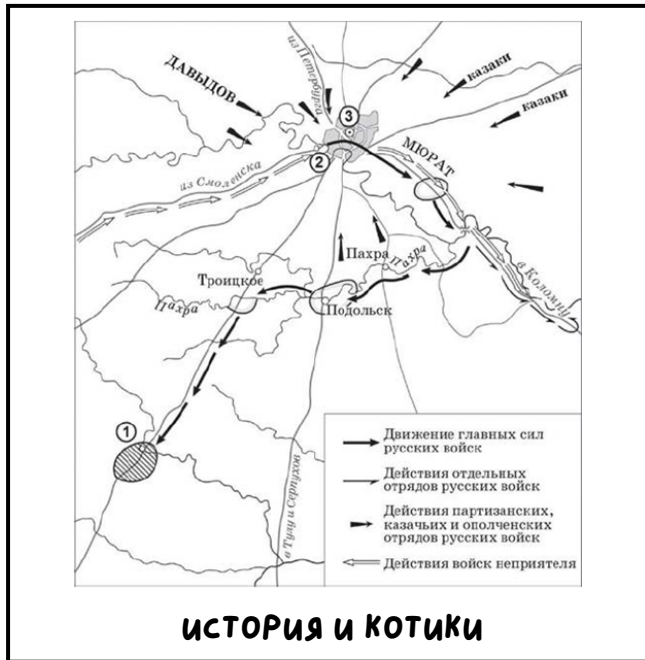 ДАВЫДОВ
из Петербурга
казаки
казаки
3
2
МЮРАТ
из Смоленска
Пахра
Пахра
Троицкое
Пахра
Подольск
в Коломну
1
в Тулу и Серпухов
Движение главных сил
русских войск
Действия отдельных
отрядов русских войск
Действия партизанских,
казачьих и ополченских
отрядов русских войск
Действия войск неприятеля
ИСТОРИЯ И КОТИКИ